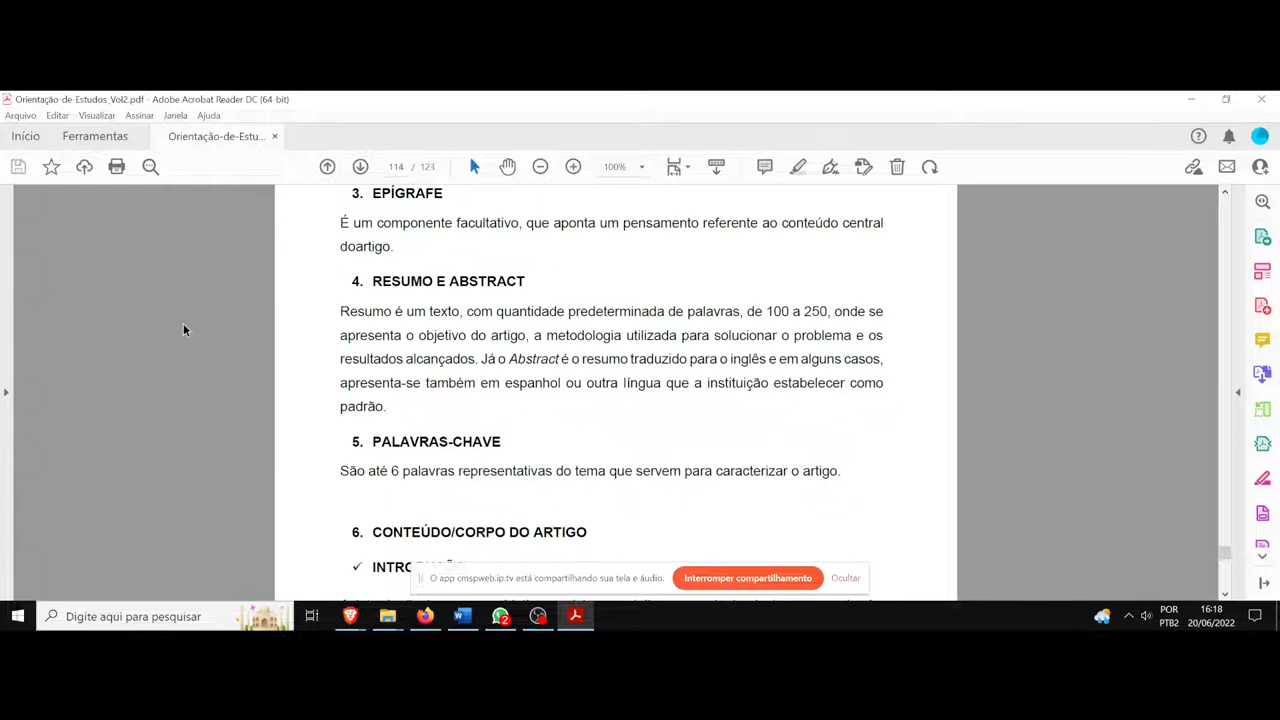 Orientação-de-Estudos_Vol2.pdf - Adobe Acrobat Reader DC (64-bit)
Arquivo Editar Visualizar Assinar Janela Ajuda
Início Ferramentas Orientação-de-Estu... ×
114 / 123 100%
3. EPÍGRAFE
É um componente facultativo, que aponta um pensamento referente ao conteúdo central
doartigo.
4. RESUMO E ABSTRACT
Resumo é um texto, com quantidade predeterminada de palavras, de 100 a 250, onde se
apresenta o objetivo do artigo, a metodologia utilizada para solucionar o problema e os
resultados alcançados. Já o Abstract é o resumo traduzido para o inglês e em alguns casos,
apresenta-se também em espanhol ou outra língua que a instituição estabelecer como
padrão.
5. PALAVRAS-CHAVE
São até 6 palavras representativas do tema que servem para caracterizar o artigo.
6. CONTEÚDO/CORPO DO ARTIGO
✓ INTRO
O app cmspweb.ip.tv está compartilhando sua tela e áudio. Interromper compartilhamento Ocultar
Digite aqui para pesquisar
2
POR 16:18
PTB2 20/06/2022